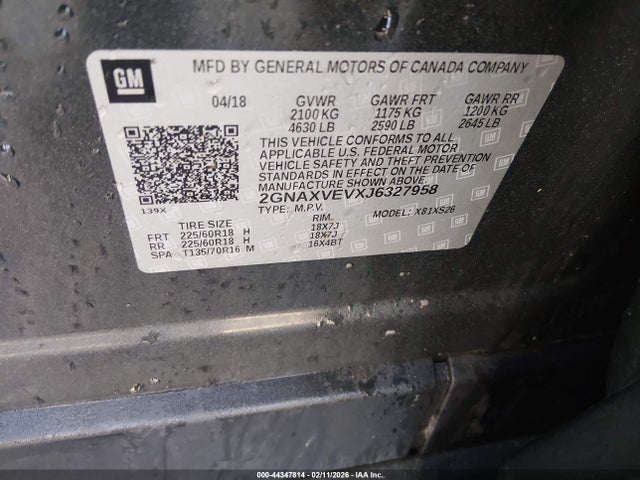 GM
MFD BY GENERAL MOTORS OF CANADA COMPANY
04/18 GVWR GAWR FRT GAWR RR
2100 KG 1175 KG 1200 KG
4630 LB 2590 LB 2645 LB
THIS VEHICLE CONFORMS TO ALL
APPLICABLE U.S. FEDERAL MOTOR
VEHICLE SAFETY AND THEFT PREVENTION
STANDARDS IN EFFECT ON THE DATE OF
MANUFACTURE SHOWN ABOVE.
2GNAXVEVXJ6327958
139X
TYPE: M.P.V. MODEL: X81XS26
TIRE SIZE RIM
FRT 225/60R18 H 18X7J
RR 225/60R18 H 18X7J
SPA T135/70R16 M 16X4BT
000-44347814 - 02/11/2026 - IAA Inc.